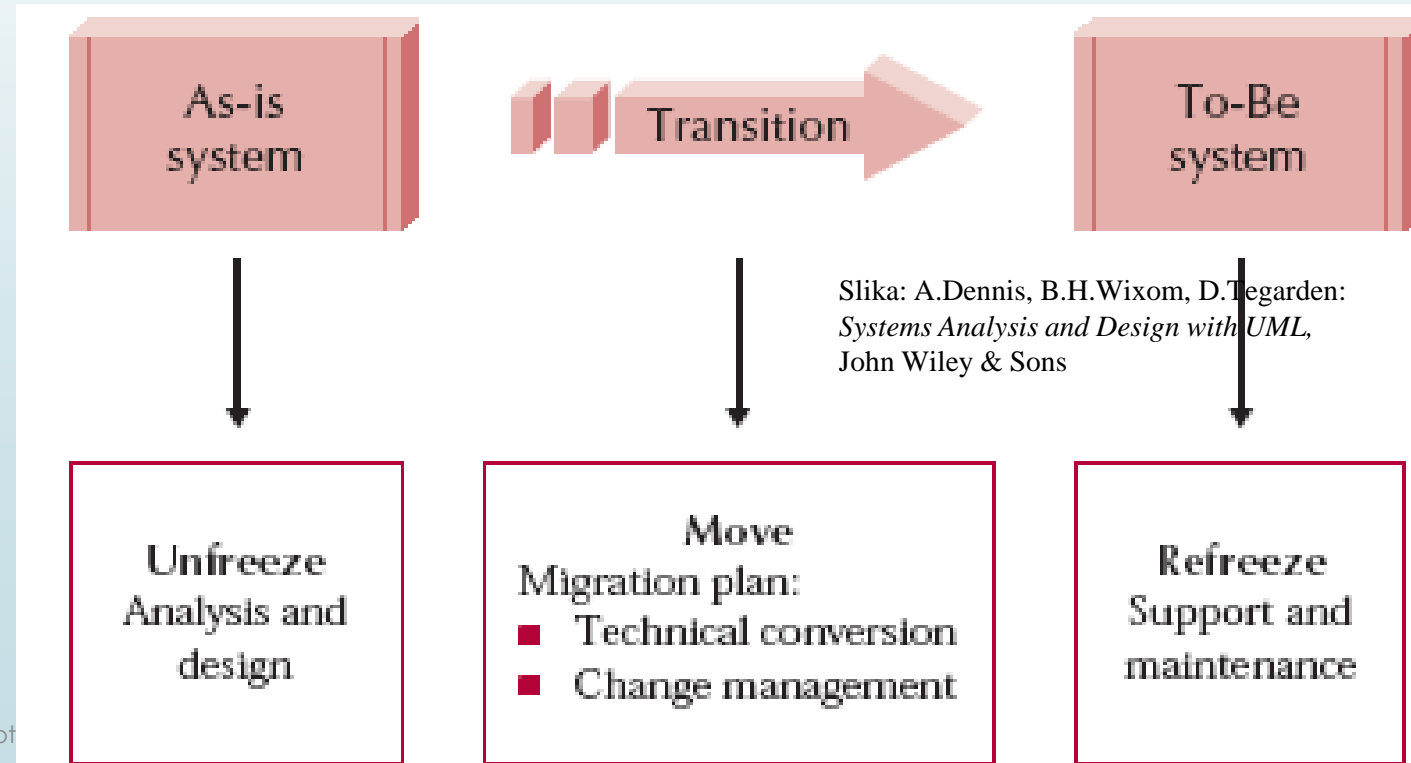 As-is
system
Transition
To-Be
system
Slika: A.Dennis, B.H.Wixom, D.Tegarden:
Systems Analysis and Design with UML,
John Wiley & Sons
Unfreeze
Analysis and
design
Move
Migration plan:
Technical conversion
Change management
Refreeze
Support and
maintenance